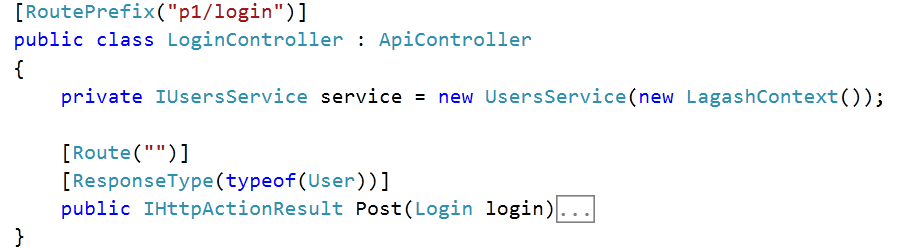 [RoutePrefix("p1/login")]
public class LoginController : ApiController
{
    private IUsersService service = new UsersService(new LagashContext());
    [Route("")]
    [ResponseType(typeof(User))]
    public IHttpActionResult Post(Login login)...
}